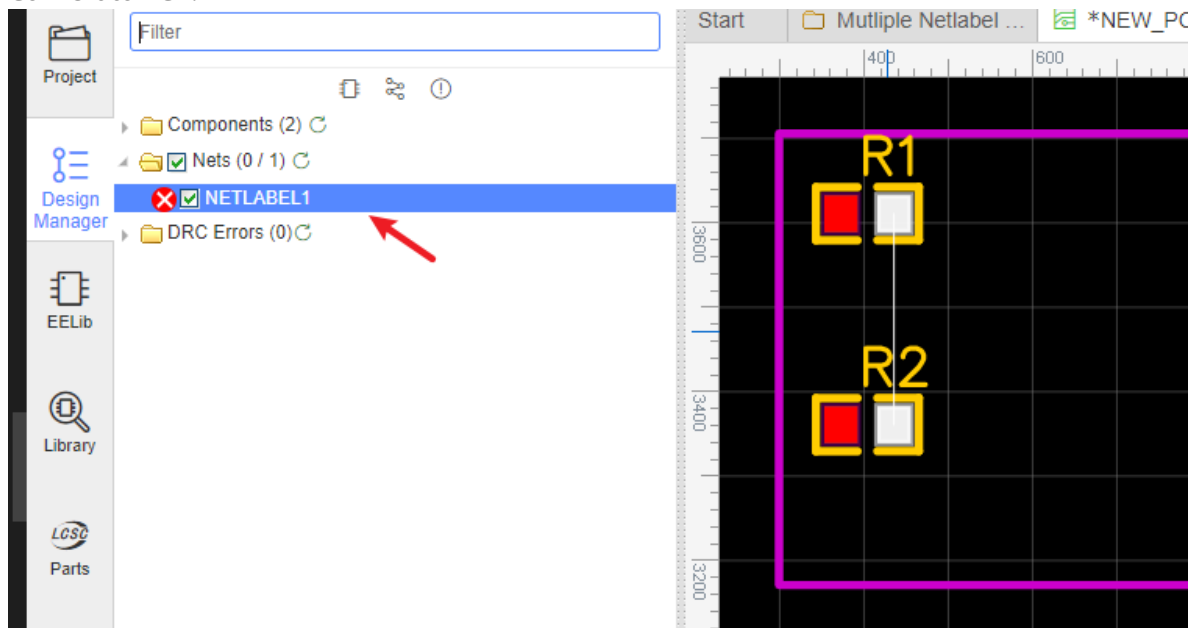 Filter
Start
Mutliple Netlabel ...
*NEW_PC
Project
400
600
Components (2)
R1
Nets (0 / 1)
Design
Manager
NETLABEL1
DRC Errors (0)
3600
EELib
R2
3400
Library
LCSC
Parts
3200